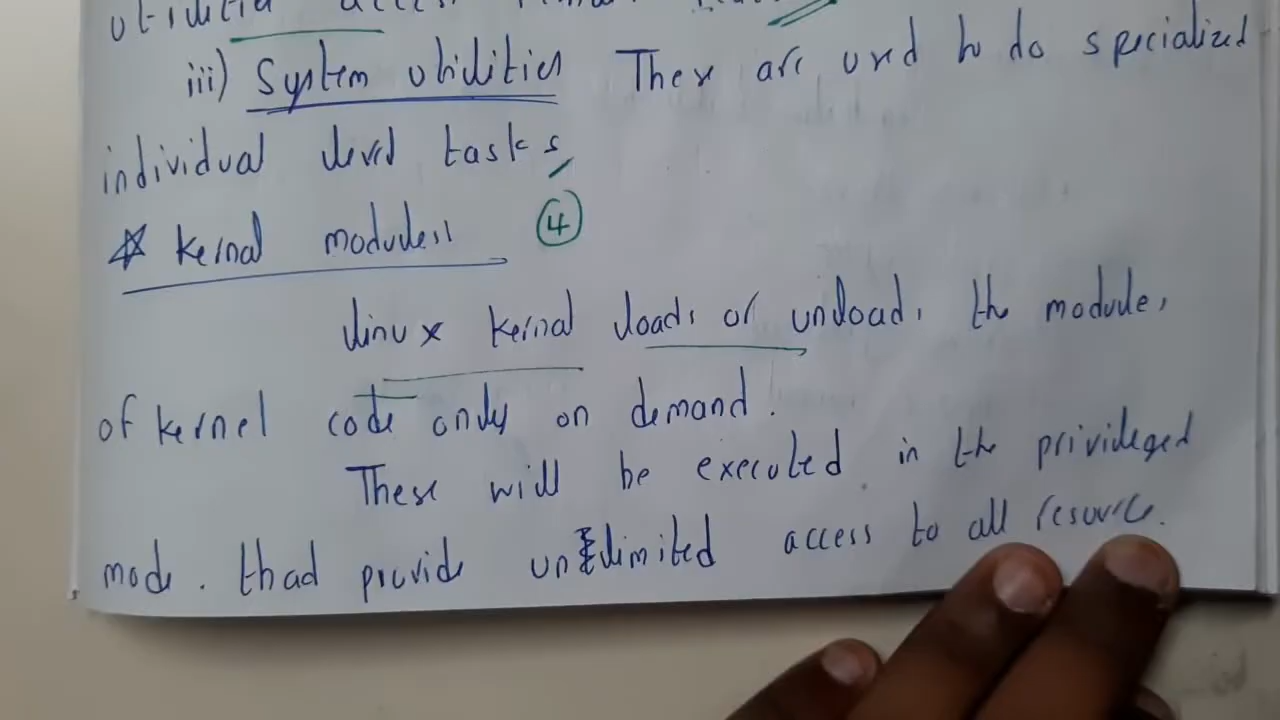 iii) System utilities They are used to do specialized
individual level tasks
* kernal modules:
④
linux kernal loads or unloads the modules
of kernel code only on demand.
These will be executed in the privileged
mode. thad provide unlimited access to all resource.